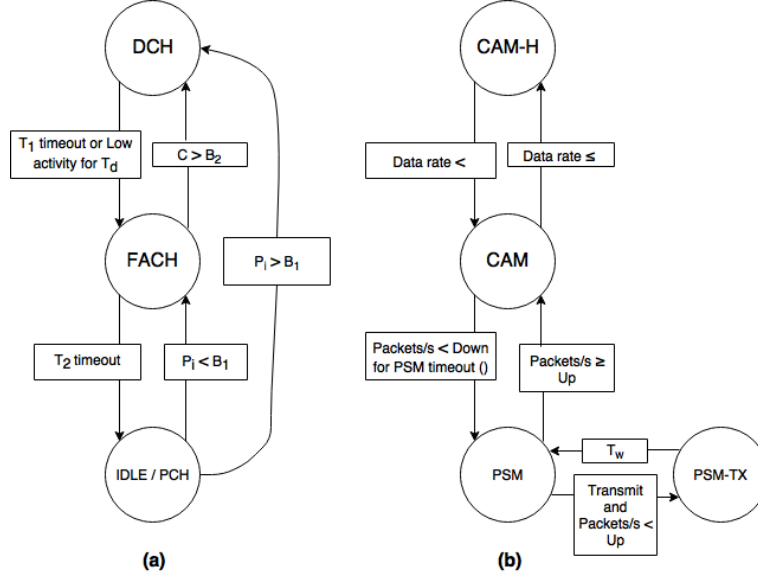 DCH
T1 timeout or Low
activity for Td
C > B2
FACH
Pi > B1
T2 timeout
Pi < B1
IDLE / PCH
(a)
CAM-H
Data rate <
Data rate ≤
CAM
Packets/s < Down
for PSM timeout ()
Packets/s ≥
Up
PSM
Tw
PSM-TX
Transmit
and
Packets/s <
Up
(b)